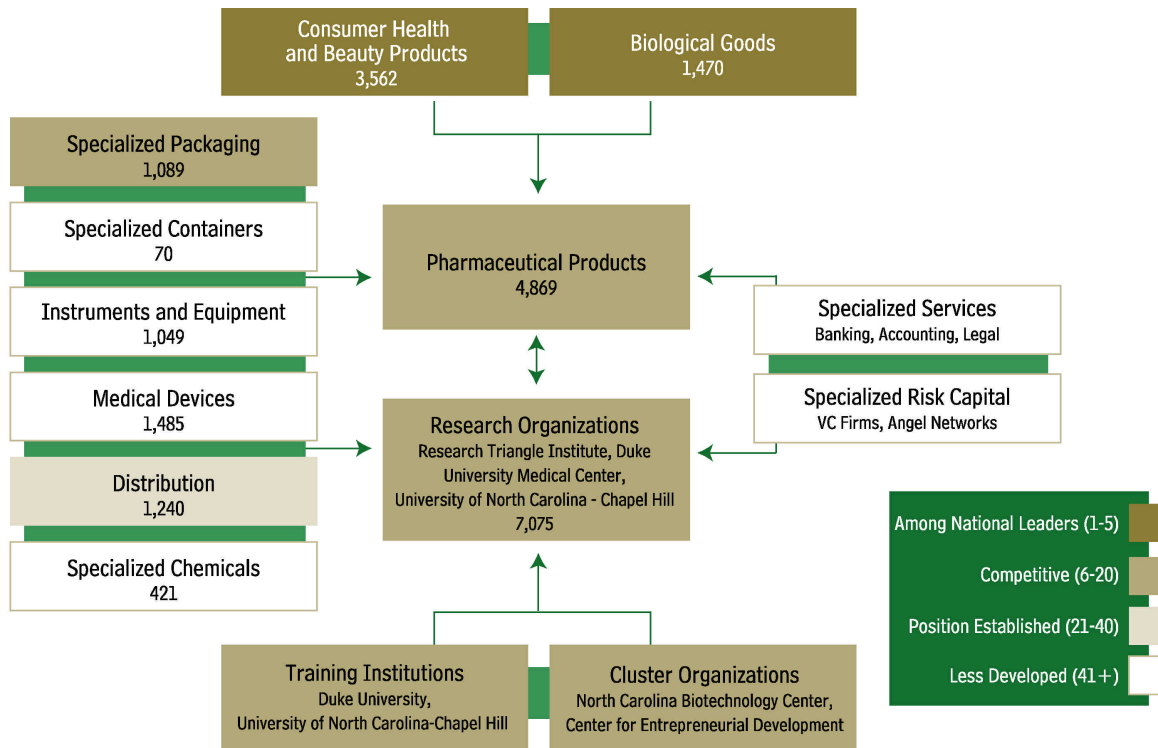 Consumer Health
and Beauty Products
3,562
Biological Goods
1,470
Specialized Packaging
1,089
Specialized Containers
70
Instruments and Equipment
1,049
Medical Devices
1,485
Distribution
1,240
Specialized Chemicals
421
Pharmaceutical Products
4,869
Research Organizations
Research Triangle Institute, Duke
University Medical Center,
University of North Carolina - Chapel Hill
7,075
Specialized Services
Banking, Accounting, Legal
Specialized Risk Capital
VC Firms, Angel Networks
Training Institutions
Duke University,
University of North Carolina-Chapel Hill
Cluster Organizations
North Carolina Biotechnology Center,
Center for Entrepreneurial Development
Among National Leaders (1-5)
Competitive (6-20)
Position Established (21-40)
Less Developed (41+)